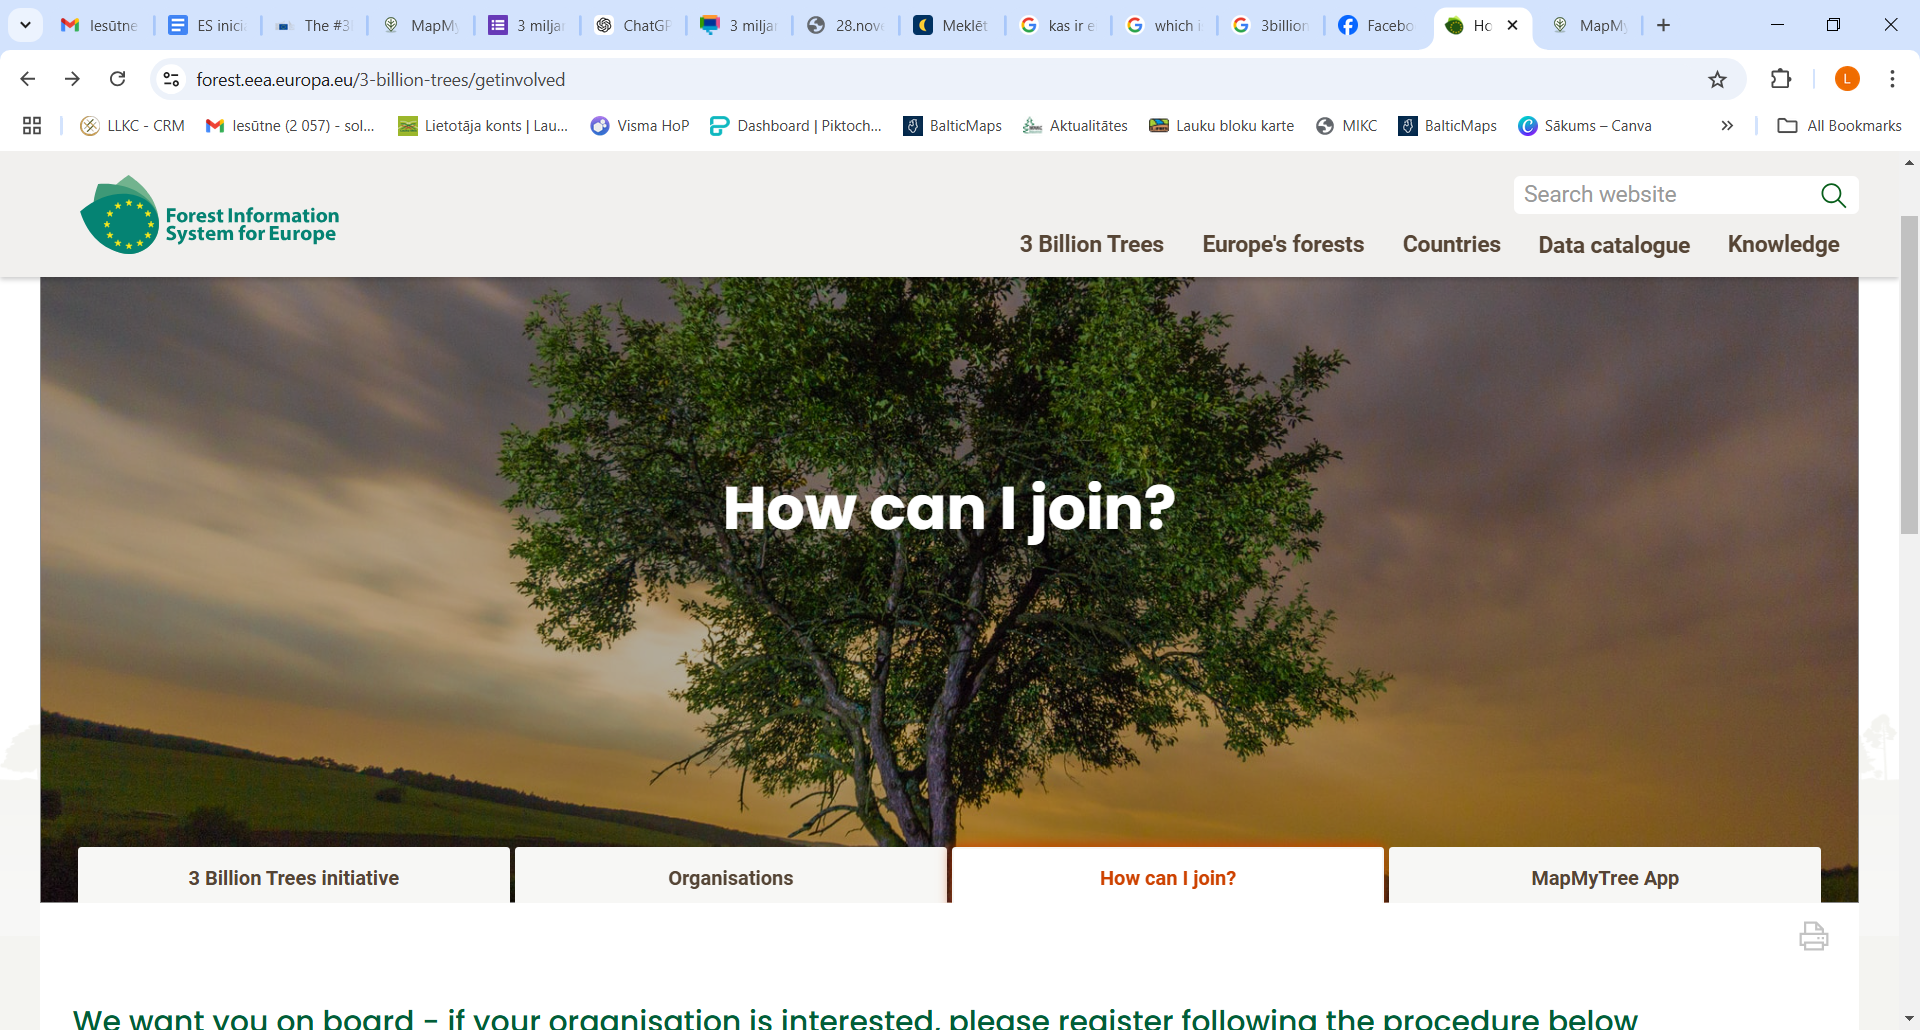 Iesūtne
ES inici
The #3
MapMy
3 miljar
ChatGP
3 miljar
28.nove
Meklēt
kas ir e
which i
3billion
Facebo
Ho
MapMy
forest.eea.europa.eu/3-billion-trees/getinvolved
L
LLKC - CRM
Iesūtne (2 057) - sol...
Lietotāja konts | Lau...
Visma HoP
Dashboard | Piktoch...
BalticMaps
Aktualitātes
Lauku bloku karte
MIKC
BalticMaps
Sākums – Canva
All Bookmarks
Forest Information
System for Europe
Search website
3 Billion Trees
Europe's forests
Countries
Data catalogue
Knowledge
How can I join?
3 Billion Trees initiative
Organisations
How can I join?
MapMyTree App
We want you on board - if your organisation is interested, please register following the procedure below